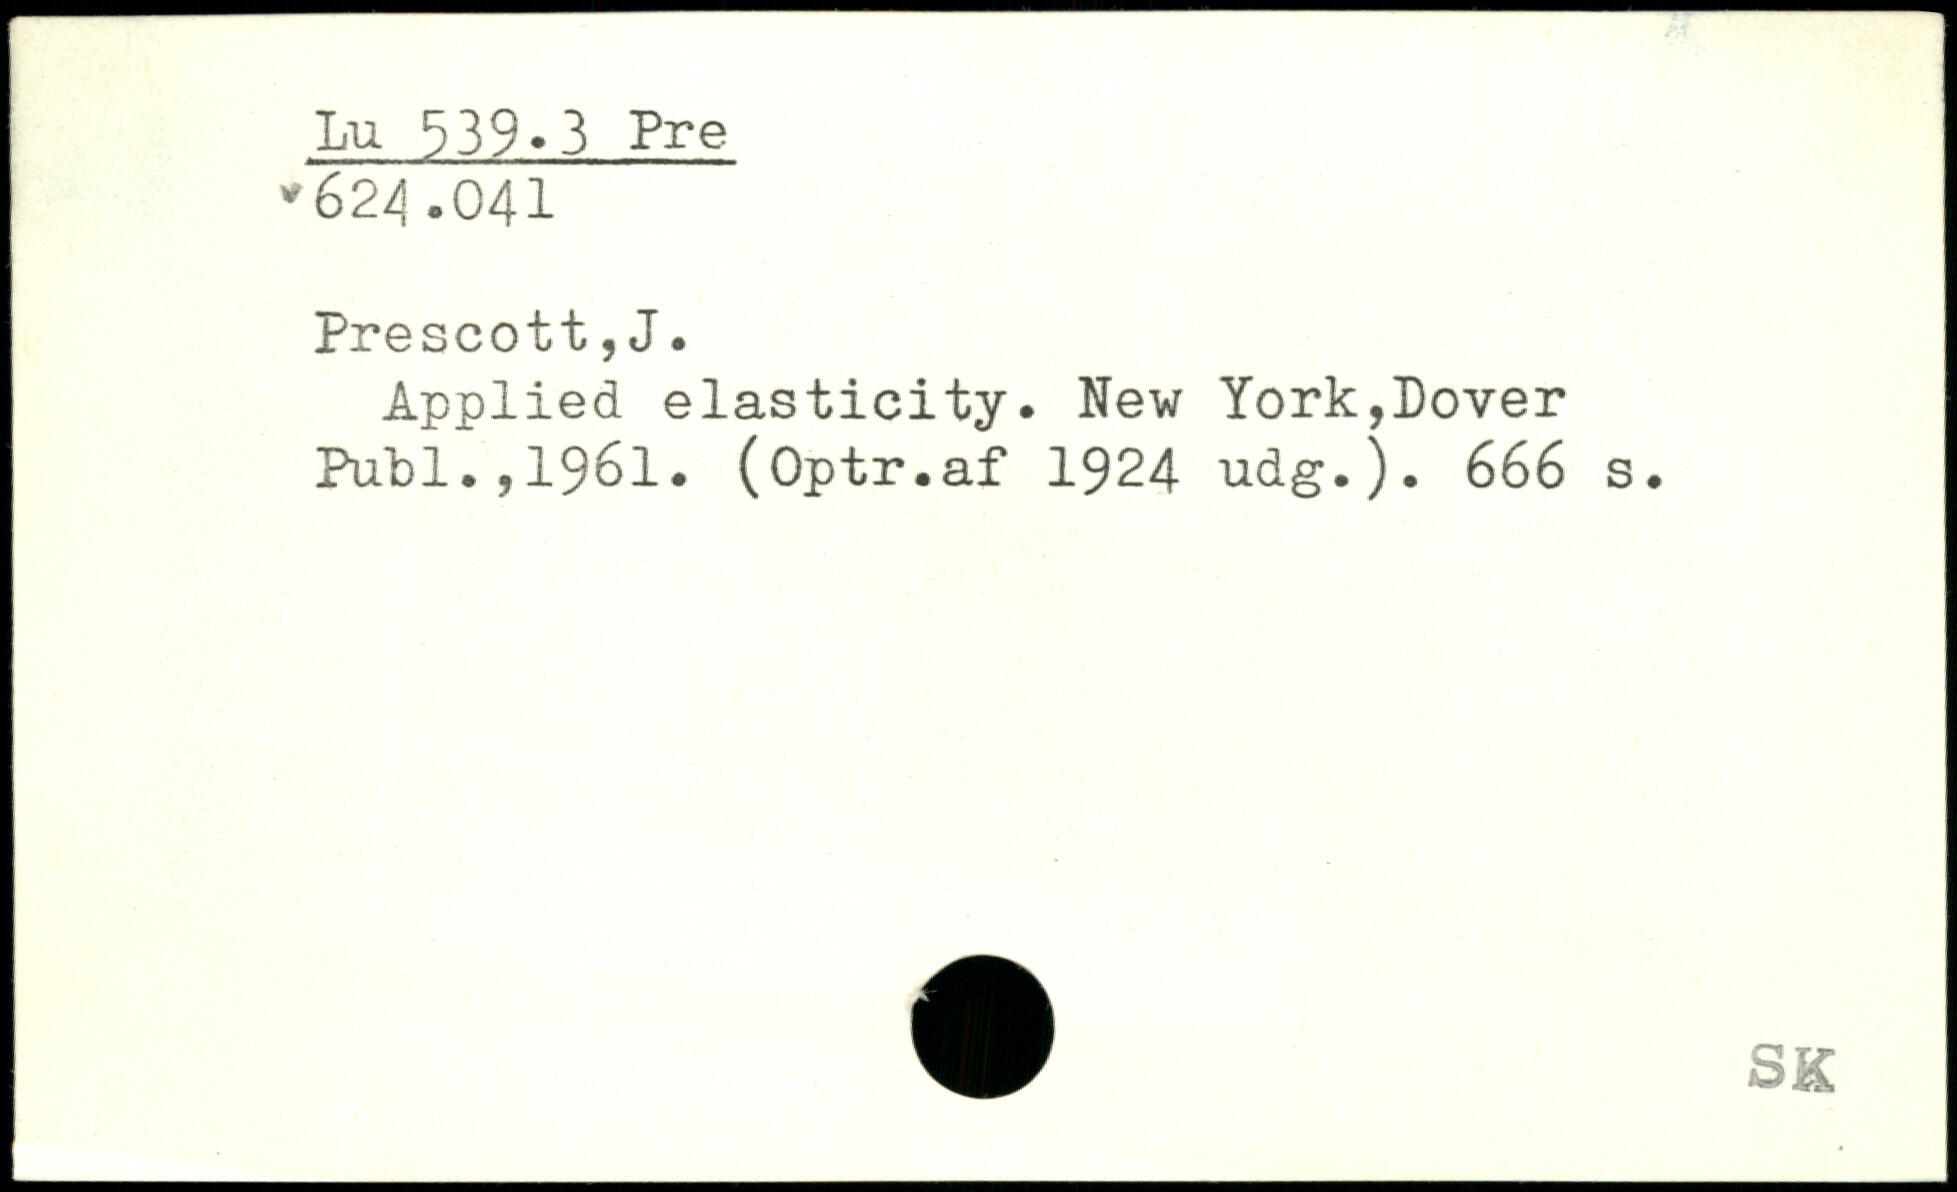 Lu 539.3 Pre
624.041
Prescott,J.
Applied elasticity. New York,Dover
Publ.,1961. (Optr.af 1924 udg.). 666 s.
SK